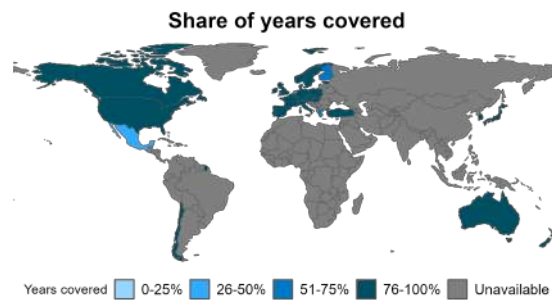 Share of years covered
Years covered 0-25% 26-50% 51-75% 76-100% Unavailable